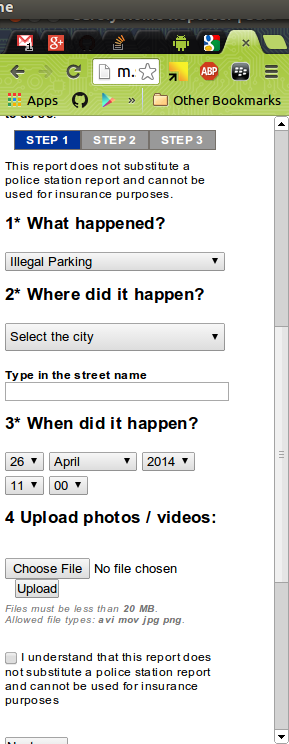 ne
m.
ABP
Apps
»
Other Bookmarks
STEP 1 STEP 2 STEP 3
This report does not substitute a
police station report and cannot be
used for insurance purposes.
1* What happened?
Illegal Parking
2* Where did it happen?
Select the city
Type in the street name
3* When did it happen?
26 April 2014
11 00
4 Upload photos / videos:
Choose File No file chosen
Upload
Files must be less than 20 MB.
Allowed file types: avi mov jpg png.
I understand that this report does
not substitute a police station report
and cannot be used for insurance
purposes